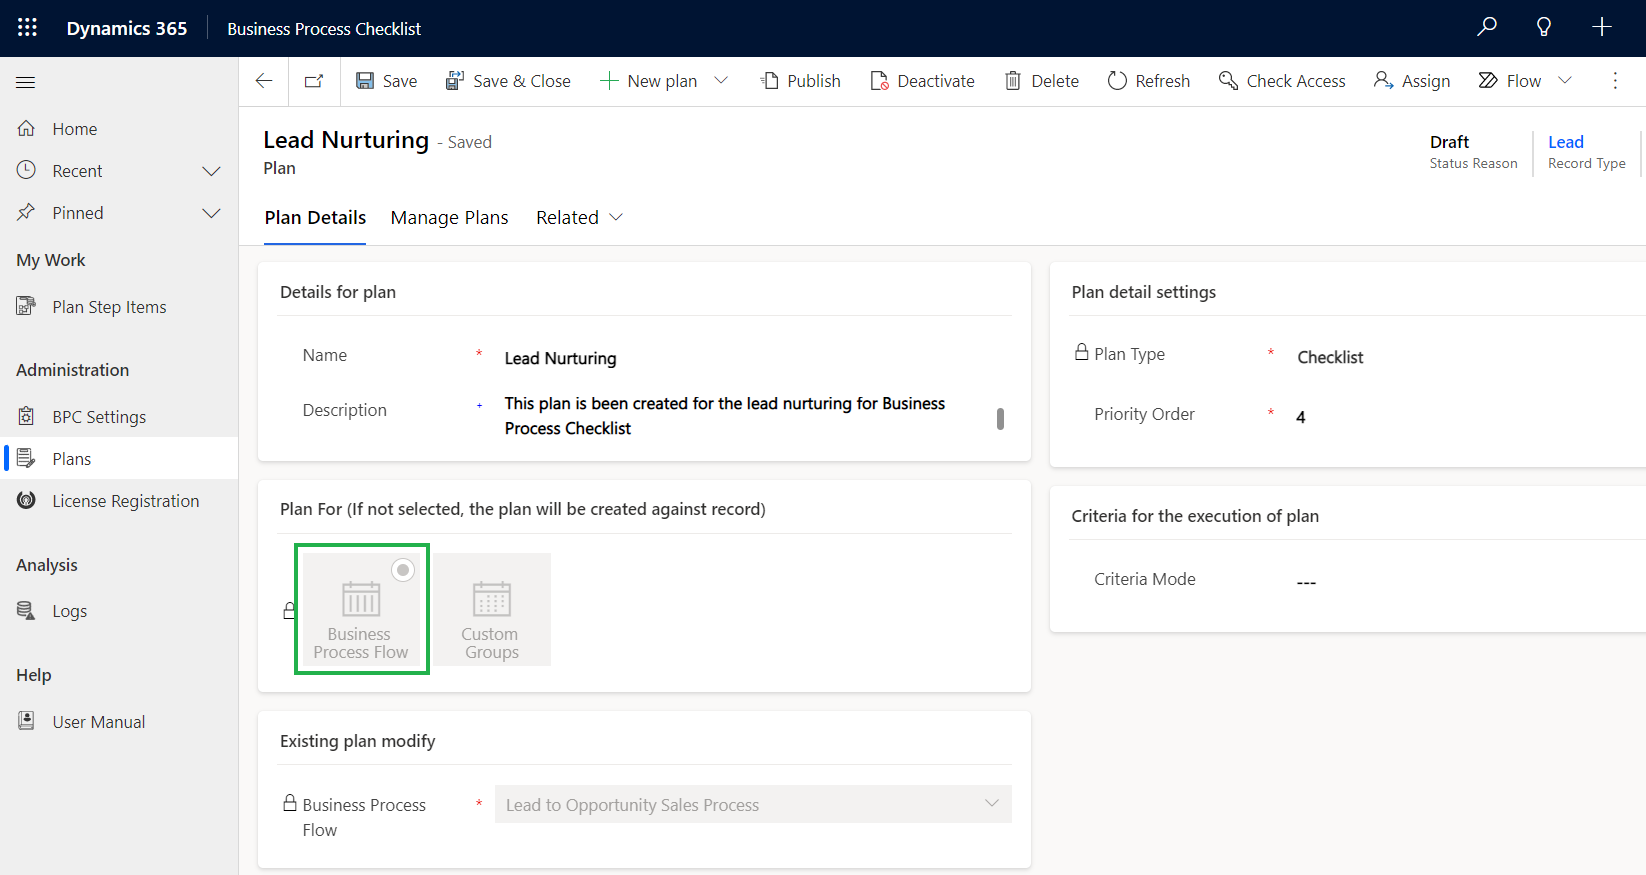 Dynamics 365 Business Process Checklist
Save
Save & Close
New plan
Publish
Deactivate
Delete
Refresh
Check Access
Assign
Flow
Home
Recent
Pinned
My Work
Plan Step Items
Administration
BPC Settings
Plans
License Registration
Analysis
Logs
Help
User Manual
Lead Nurturing - Saved
Plan
Draft
Status Reason
Lead
Record Type
Plan Details
Manage Plans
Related
Details for plan
Name * Lead Nurturing
Description + This plan is been created for the lead nurturing for Business
Process Checklist
Plan For (If not selected, the plan will be created against record)
Business
Process Flow
Custom
Groups
Existing plan modify
Business Process
Flow
* Lead to Opportunity Sales Process
Plan detail settings
Plan Type * Checklist
Priority Order * 4
Criteria for the execution of plan
Criteria Mode ---